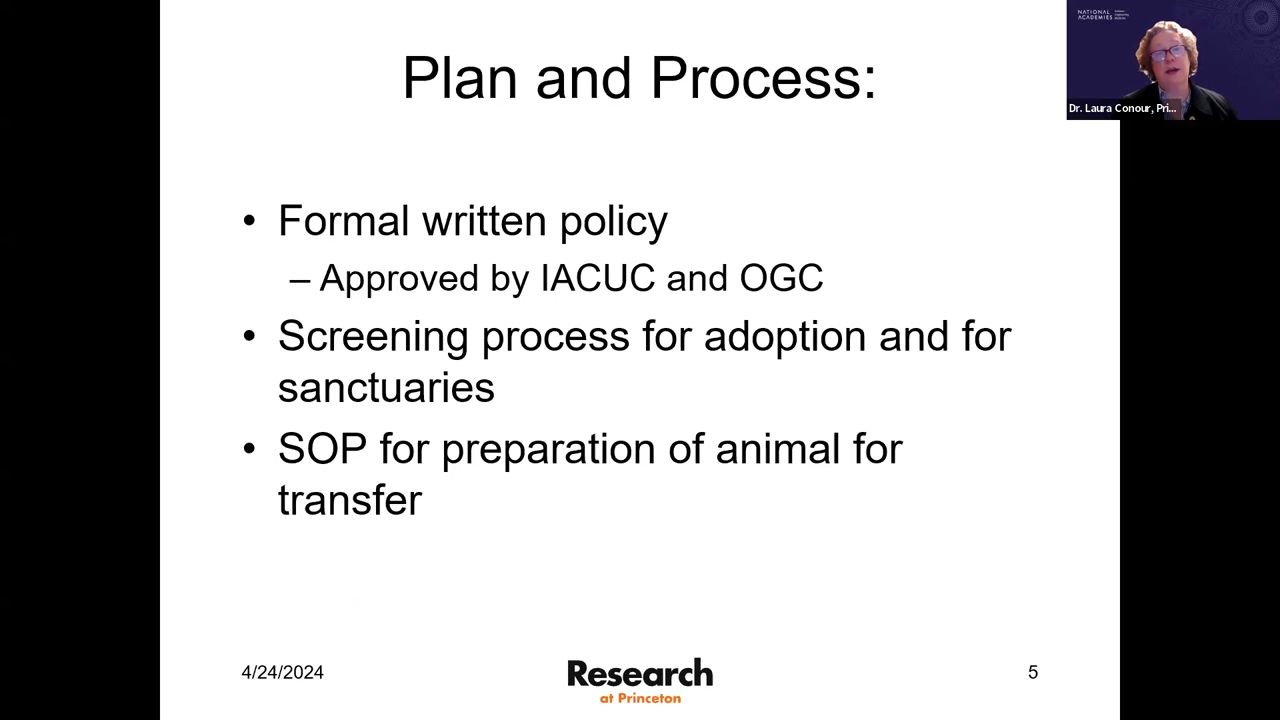 Plan and Process:
NATIONAL
ACADEMIES
Dr. Laura Conour, Pri...
• Formal written policy
– Approved by IACUC and OGC
• Screening process for adoption and for
sanctuaries
• SOP for preparation of animal for
transfer
4/24/2024
Research
at Princeton
5